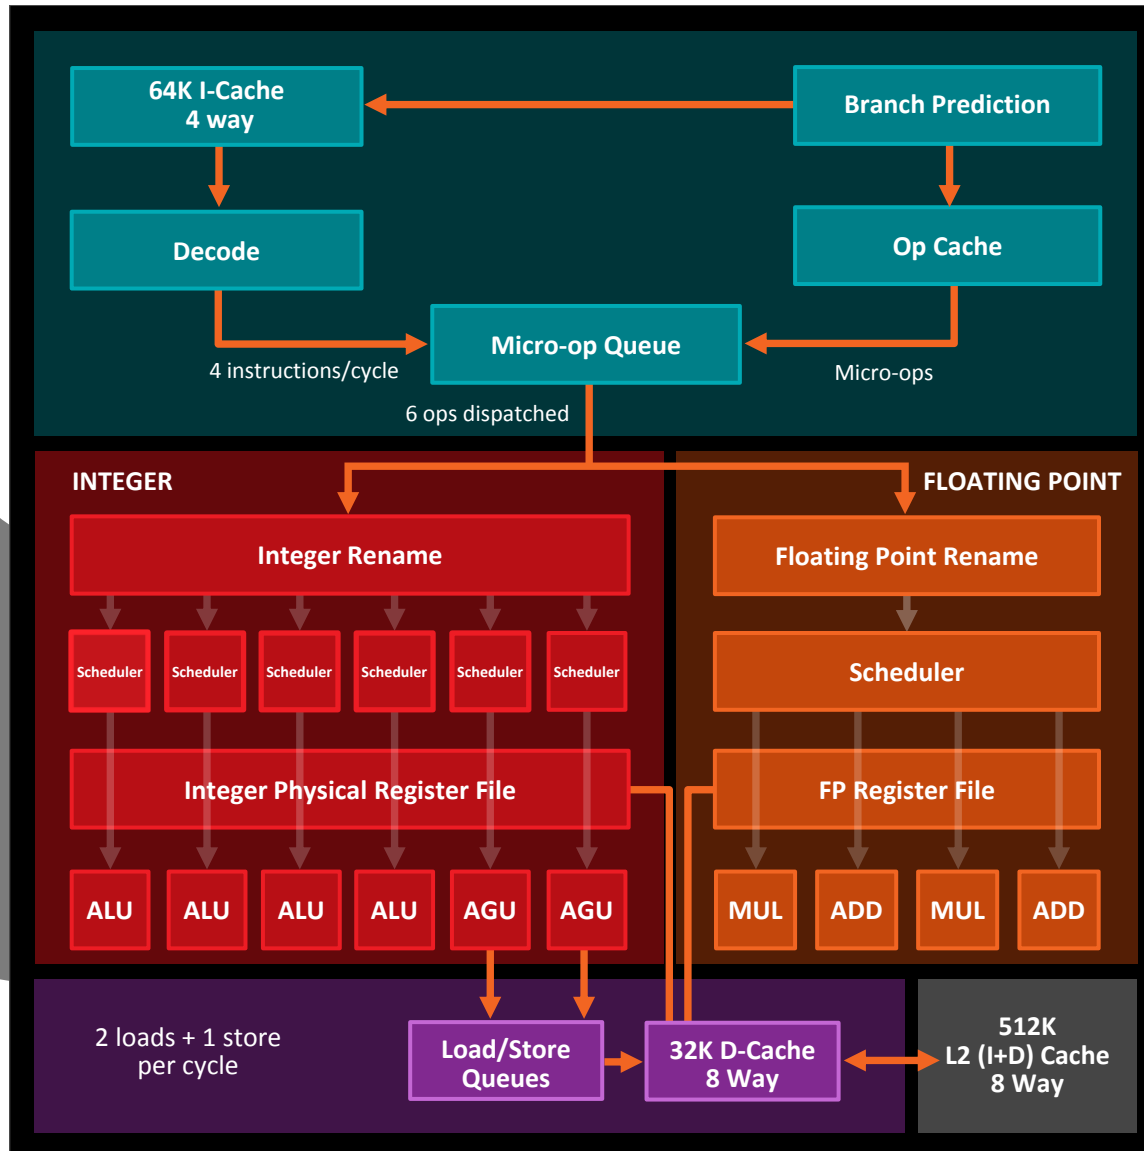 64K I-Cache
4 way
Branch Prediction
Decode
Op Cache
Micro-op Queue
4 instructions/cycle
Micro-ops
6 ops dispatched
INTEGER
FLOATING POINT
Integer Rename
Floating Point Rename
Scheduler
Scheduler
Scheduler
Scheduler
Scheduler
Scheduler
Scheduler
Integer Physical Register File
FP Register File
ALU
ALU
ALU
ALU
AGU
AGU
MUL
ADD
MUL
ADD
2 loads + 1 store
per cycle
Load/Store
Queues
32K D-Cache
8 Way
512K
L2 (I+D) Cache
8 Way